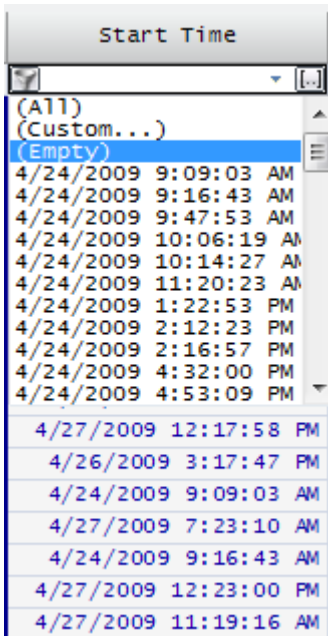 Start Time
[..]
(All)
(Custom...)
(Empty)
4/24/2009 9:09:03 AM
4/24/2009 9:16:43 AM
4/24/2009 9:47:53 AM
4/24/2009 10:06:19 AM
4/24/2009 10:14:27 AM
4/24/2009 11:20:23 AM
4/24/2009 1:22:53 PM
4/24/2009 2:12:23 PM
4/24/2009 2:16:57 PM
4/24/2009 4:32:00 PM
4/24/2009 4:53:09 PM
4/27/2009 12:17:58 PM
4/26/2009 3:17:47 PM
4/24/2009 9:09:03 AM
4/27/2009 7:23:10 AM
4/24/2009 9:16:43 AM
4/27/2009 12:23:00 PM
4/27/2009 11:19:16 AM